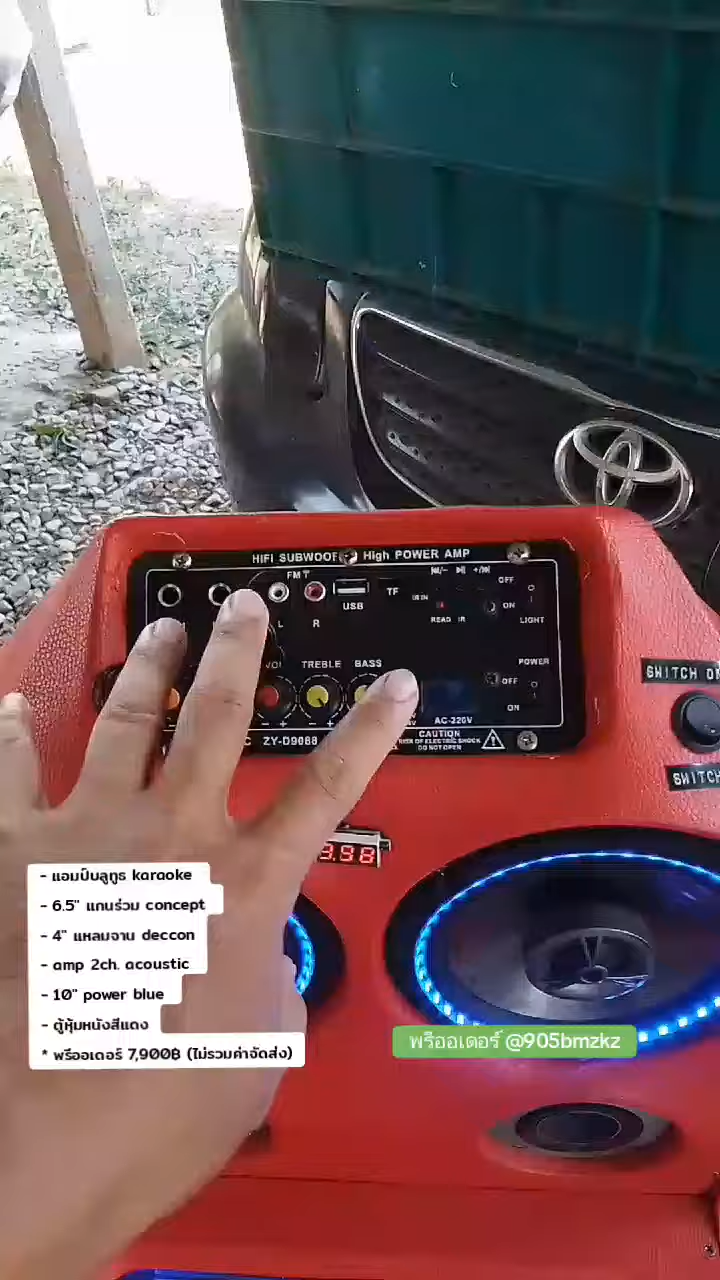 HIFI SUBWOOF High POWER AMP
FM T
USB
TF
READ IR
OFF
ON
LIGHT
L
R
TREBLE
BASS
POWER
OFF
ON
AC-220V
ZY-D9088
CAUTION
RISK OF ELECTRIC SHOCK
DO NOT OPEN
SWITCH ON
SWITCH
3.98
- แอมป์บลูทูธ karaoke
- 6.5" แกนร่วม concept
- 4" แหลมจาน deccon
- amp 2ch. acoustic
- 10" power blue
- ตู้หุ้มหนังสีแดง
* พรีออเดอร์ 7,900฿ (ไม่รวมค่าจัดส่ง)
พรีออเดอร์ @905bmzkz